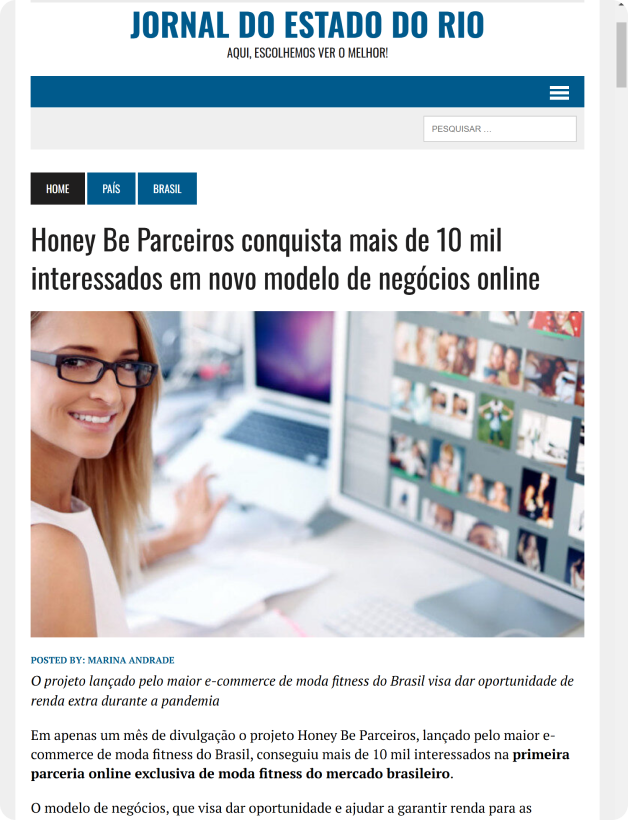 JORNAL DO ESTADO DO RIO
AQUI, ESCOLHEMOS VER O MELHOR!
PESQUISAR …
HOME
PAÍS
BRASIL
Honey Be Parceiros conquista mais de 10 mil
interessados em novo modelo de negócios online
POSTED BY: MARINA ANDRADE
O projeto lançado pelo maior e-commerce de moda fitness do Brasil visa dar oportunidade de
renda extra durante a pandemia
Em apenas um mês de divulgação o projeto Honey Be Parceiros, lançado pelo maior e-
commerce de moda fitness do Brasil, conseguiu mais de 10 mil interessados na primeira
parceria online exclusiva de moda fitness do mercado brasileiro.
O modelo de negócios, que visa dar oportunidade e ajudar a garantir renda para as